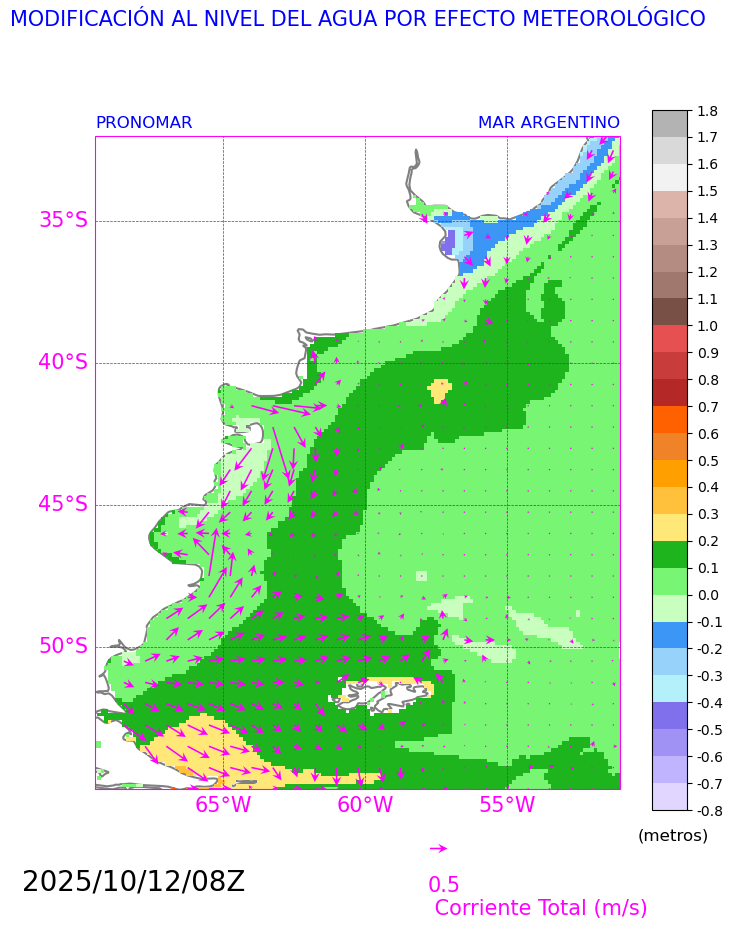 MODIFICACIÓN AL NIVEL DEL AGUA POR EFECTO METEOROLÓGICO
PRONOMAR MAR ARGENTINO
1.8
1.7
1.6
1.5
1.4
1.3
1.2
1.1
1.0
0.9
0.8
0.7
0.6
0.5
0.4
0.3
0.2
0.1
0.0
-0.1
-0.2
-0.3
-0.4
-0.5
-0.6
-0.7
-0.8
(metros)
35°S
40°S
45°S
50°S
65°W 60°W 55°W
2025/10/12/08Z
0.5
Corriente Total (m/s)